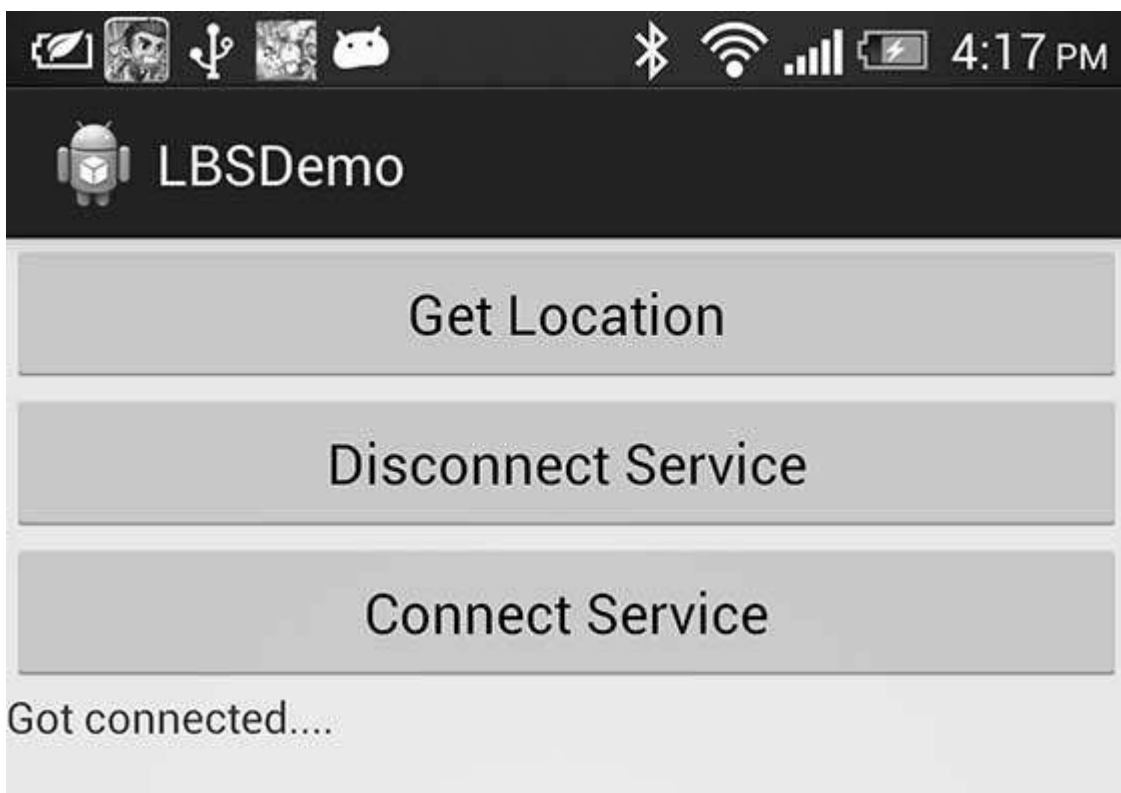 4:17 PM
LBSDemo
Get Location
Disconnect Service
Connect Service
Got connected....